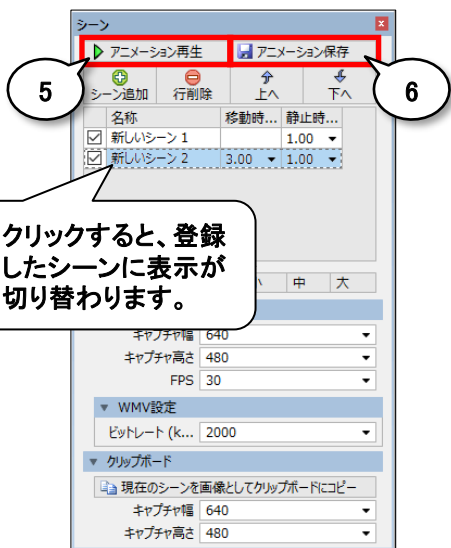 シーン
アニメーション再生 アニメーション保存
5 6
シーン追加 行削除 上へ 下へ
名称 移動時... 静止時...
新しいシーン 1 1.00
新しいシーン 2 3.00 1.00
クリックすると、登録
したシーンに表示が
切り替わります。
中 大
キャプチャ幅 640
キャプチャ高さ 480
FPS 30
WMV設定
ビットレート (k... 2000
クリップボード
現在のシーンを画像としてクリップボードにコピー
キャプチャ幅 640
キャプチャ高さ 480